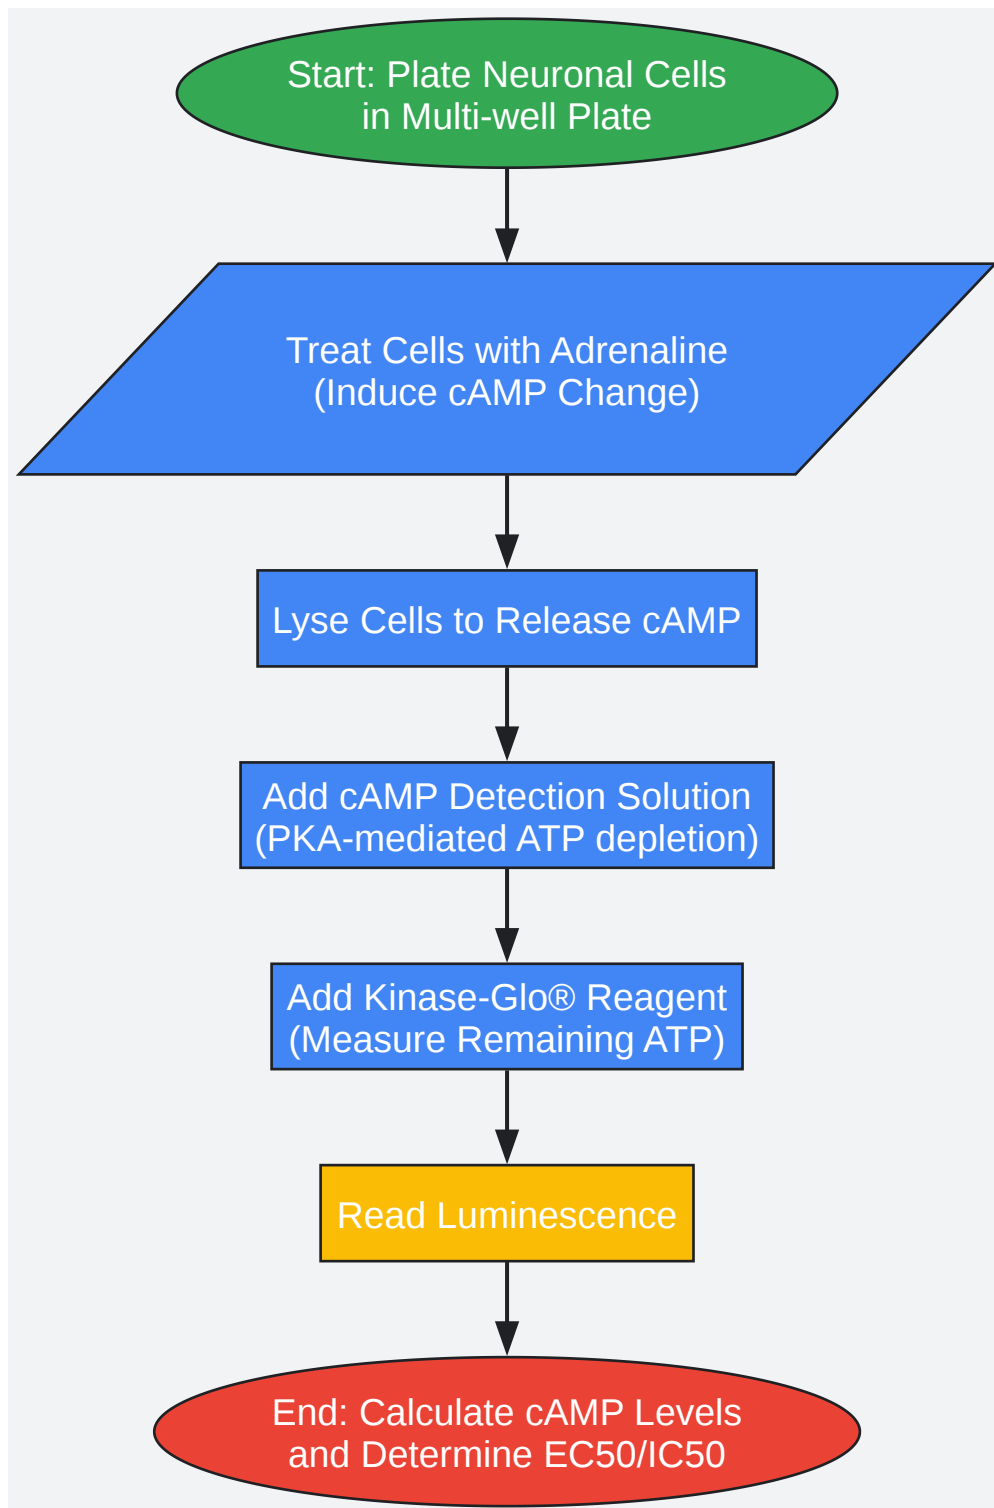 Start: Plate Neuronal Cells
in Multi-well Plate
Treat Cells with Adrenaline
(Induce cAMP Change)
Lyse Cells to Release cAMP
Add cAMP Detection Solution
(PKA-mediated ATP depletion)
Add Kinase-Glo® Reagent
(Measure Remaining ATP)
Read Luminescence
End: Calculate cAMP Levels
and Determine EC50/IC50